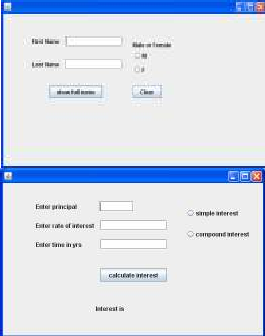 First Name
Male or Female
M
Last Name
F
show full name
Clear
Enter principal
simple interest
Enter rate of interest
compound interest
Enter time in yrs
calculate interest
Interest is